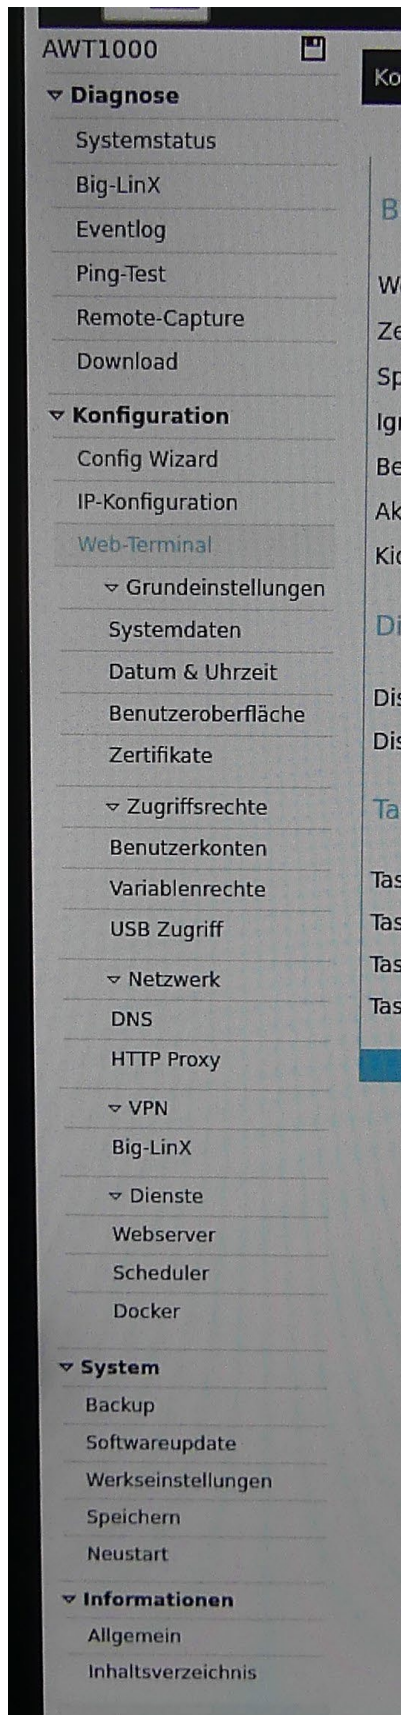 AWT1000
Diagnose
Systemstatus
Big-LinX
Eventlog
Ping-Test
Remote-Capture
Download
Konfiguration
Config Wizard
IP-Konfiguration
Web-Terminal
Grundeinstellungen
Systemdaten
Datum & Uhrzeit
Benutzeroberfläche
Zertifikate
Zugriffsrechte
Benutzerkonten
Variablenrechte
USB Zugriff
Netzwerk
DNS
HTTP Proxy
VPN
Big-LinX
Dienste
Webserver
Scheduler
Docker
System
Backup
Softwareupdate
Werkseinstellungen
Speichern
Neustart
Informationen
Allgemein
Inhaltsverzeichnis